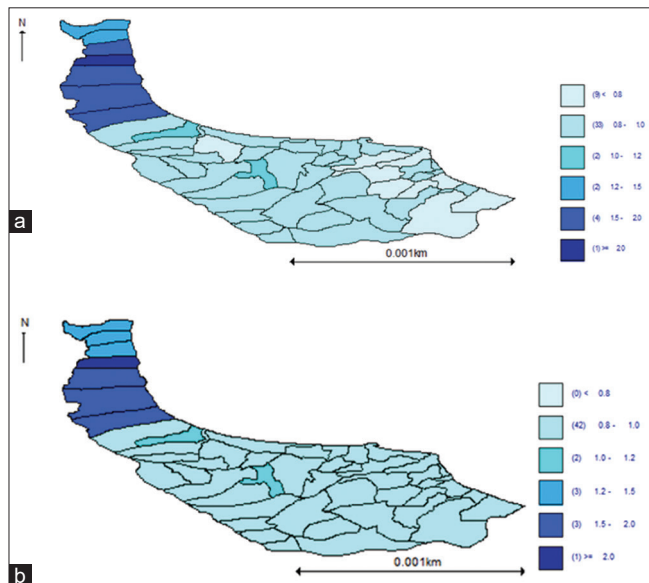 N
(9) < 0.8
(33) 0.8 - 1.0
(2) 1.0 - 1.2
(2) 1.2 - 1.5
(4) 1.5 - 2.0
(1) >= 2.0
0.001km
a
N
(0) < 0.8
(42) 0.8 - 1.0
(2) 1.0 - 1.2
(3) 1.2 - 1.5
(3) 1.5 - 2.0
(1) >= 2.0
0.001km
b